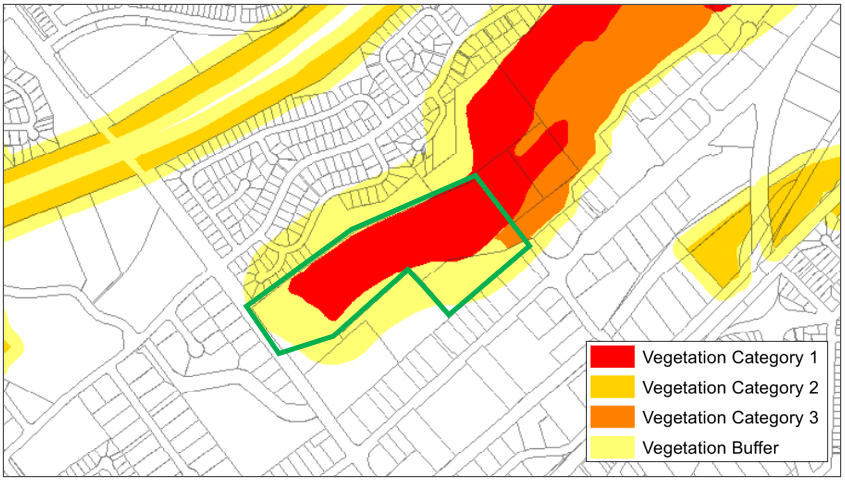 Vegetation Category 1
Vegetation Category 2
Vegetation Category 3
Vegetation Buffer